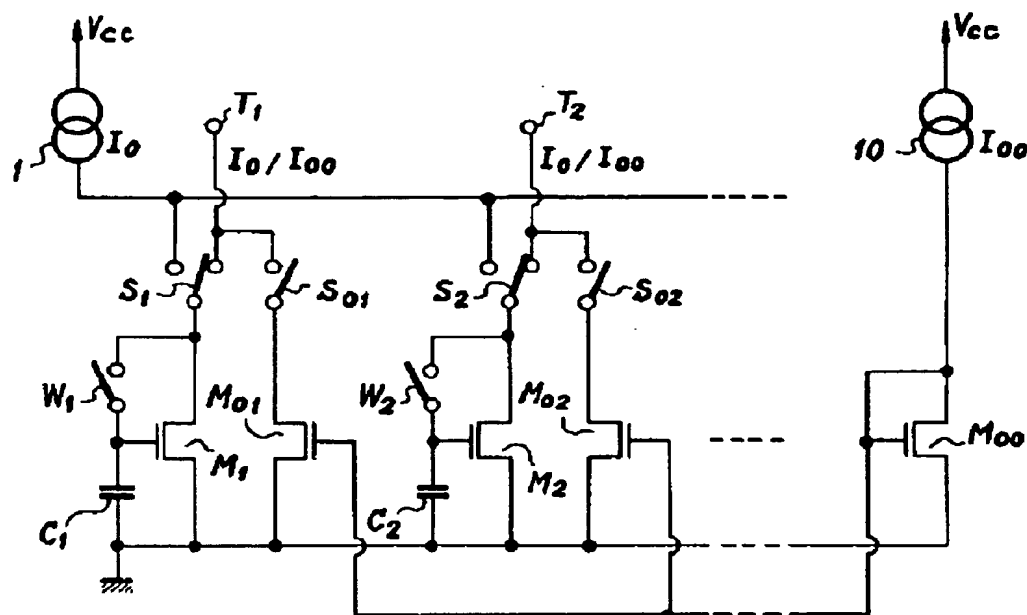 Vcc Vcc
T1 T2
1 I0 10 I00
I0/I00 I0/I00
S1 S01 S2 S02
W1 M01 W2 M02 M00
M1 M2
C1 C2